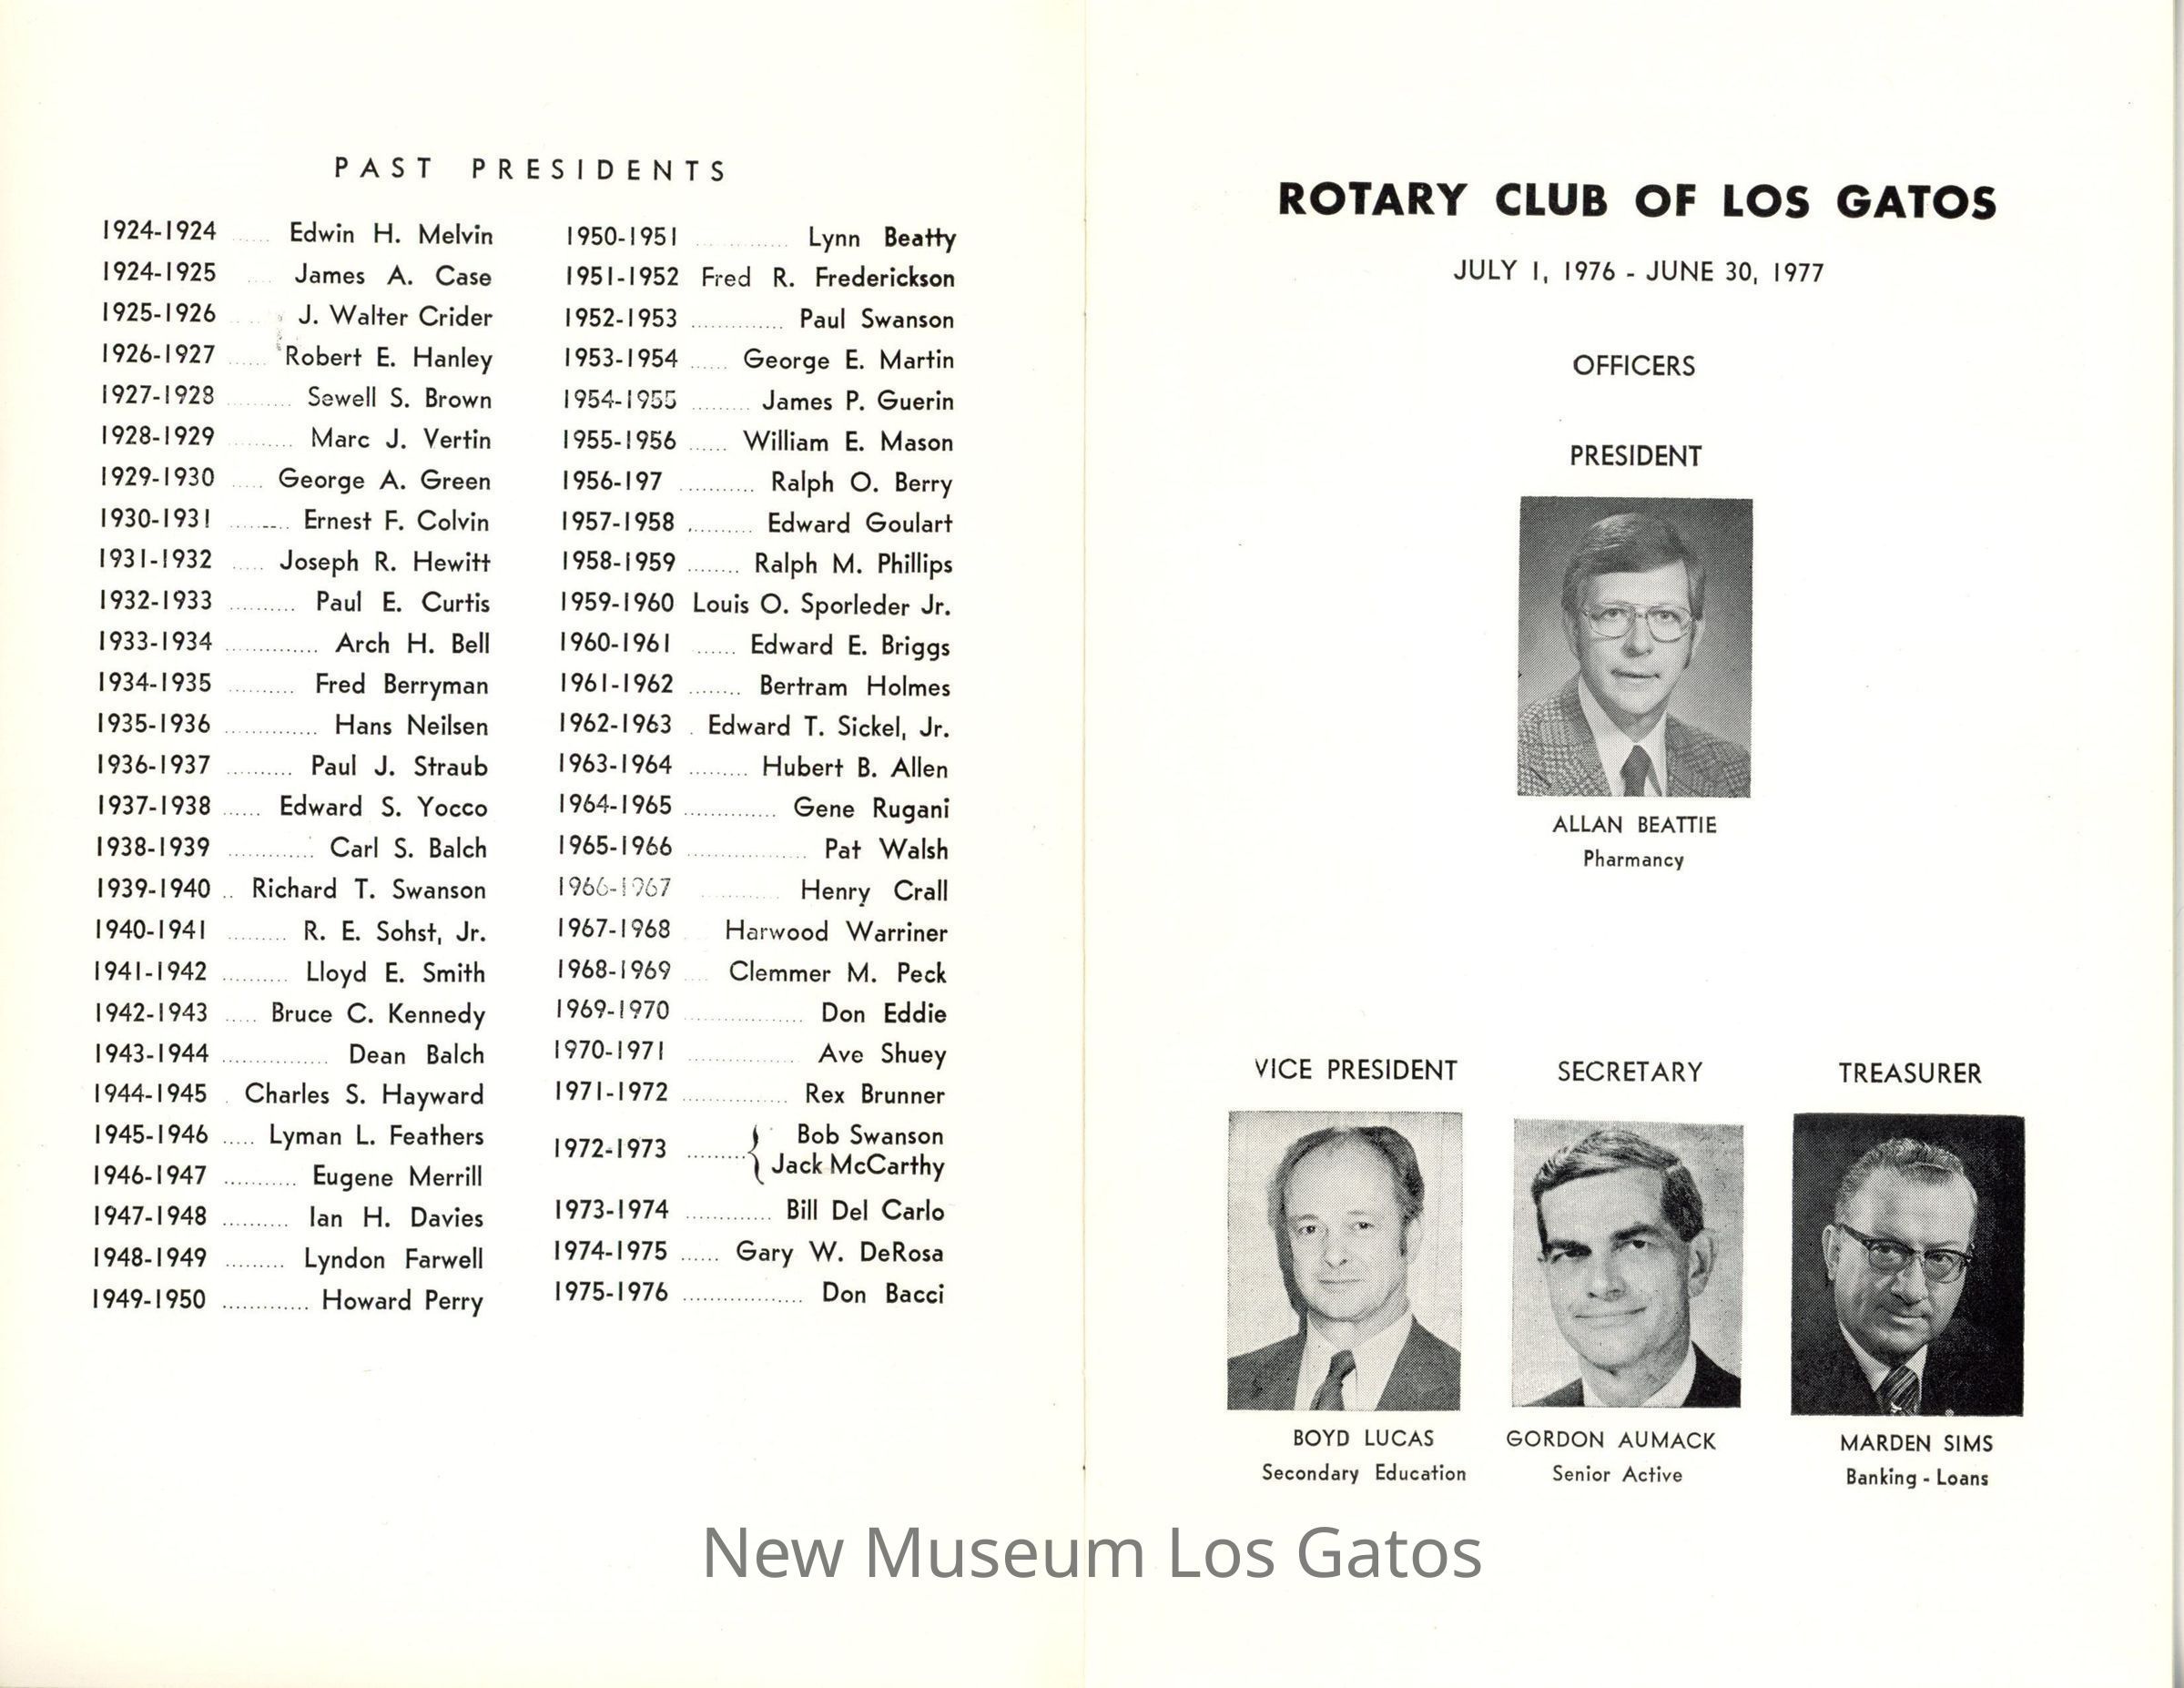 PAST PRESIDENTS
1924-1924 ..... Edwin H. Melvin
1924-1925 .... James A. Case
1925-1926 ..... J. Walter Crider
1926-1927 ...... Robert E. Hanley
1927-1928 .......... Sewell S. Brown
1928-1929 .......... Marc J. Vertin
1929-1930 ..... George A. Green
1930-1931 ......... Ernest F. Colvin
1931-1932 ..... Joseph R. Hewitt
1932-1933 .......... Paul E. Curtis
1933-1934 .............. Arch H. Bell
1934-1935 .......... Fred Berryman
1935-1936 .............. Hans Neilsen
1936-1937 .......... Paul J. Straub
1937-1938 ...... Edward S. Yocco
1938-1939 ............. Carl S. Balch
1939-1940 .. Richard T. Swanson
1940-1941 ......... R. E. Sohst, Jr.
1941-1942 .......... Lloyd E. Smith
1942-1943 ..... Bruce C. Kennedy
1943-1944 ................ Dean Balch
1944-1945 . Charles S. Hayward
1945-1946 ..... Lyman L. Feathers
1946-1947 ........... Eugene Merrill
1947-1948 .......... Ian H. Davies
1948-1949 ......... Lyndon Farwell
1949-1950 ............. Howard Perry
1950-1951 .............. Lynn Beatty
1951-1952 Fred R. Frederickson
1952-1953 .............. Paul Swanson
1953-1954 ...... George E. Martin
1954-1955 ......... James P. Guerin
1955-1956 ...... William E. Mason
1956-197 ........... Ralph O. Berry
1957-1958 .......... Edward Goulart
1958-1959 ........ Ralph M. Phillips
1959-1960 Louis O. Sporleder Jr.
1960-1961 ...... Edward E. Briggs
1961-1962 ........ Bertram Holmes
1962-1963 . Edward T. Sickel, Jr.
1963-1964 ......... Hubert B. Allen
1964-1965 .............. Gene Rugani
1965-1966 .................. Pat Walsh
1966-1967 ............ Henry Crall
1967-1968 .... Harwood Warriner
1968-1969 .... Clemmer M. Peck
1969-1970 .................. Don Eddie
1970-1971 ................ Ave Shuey
1971-1972 ................ Rex Brunner
1972-1973 ......... { Bob Swanson
Jack McCarthy
1973-1974 ............. Bill Del Carlo
1974-1975 ...... Gary W. DeRosa
1975-1976 .................. Don Bacci
ROTARY CLUB OF LOS GATOS
JULY 1, 1976 - JUNE 30, 1977
OFFICERS
PRESIDENT
ALLAN BEATTIE
Pharmancy
VICE PRESIDENT
BOYD LUCAS
Secondary Education
SECRETARY
GORDON AUMACK
Senior Active
TREASURER
MARDEN SIMS
Banking - Loans
New Museum Los Gatos